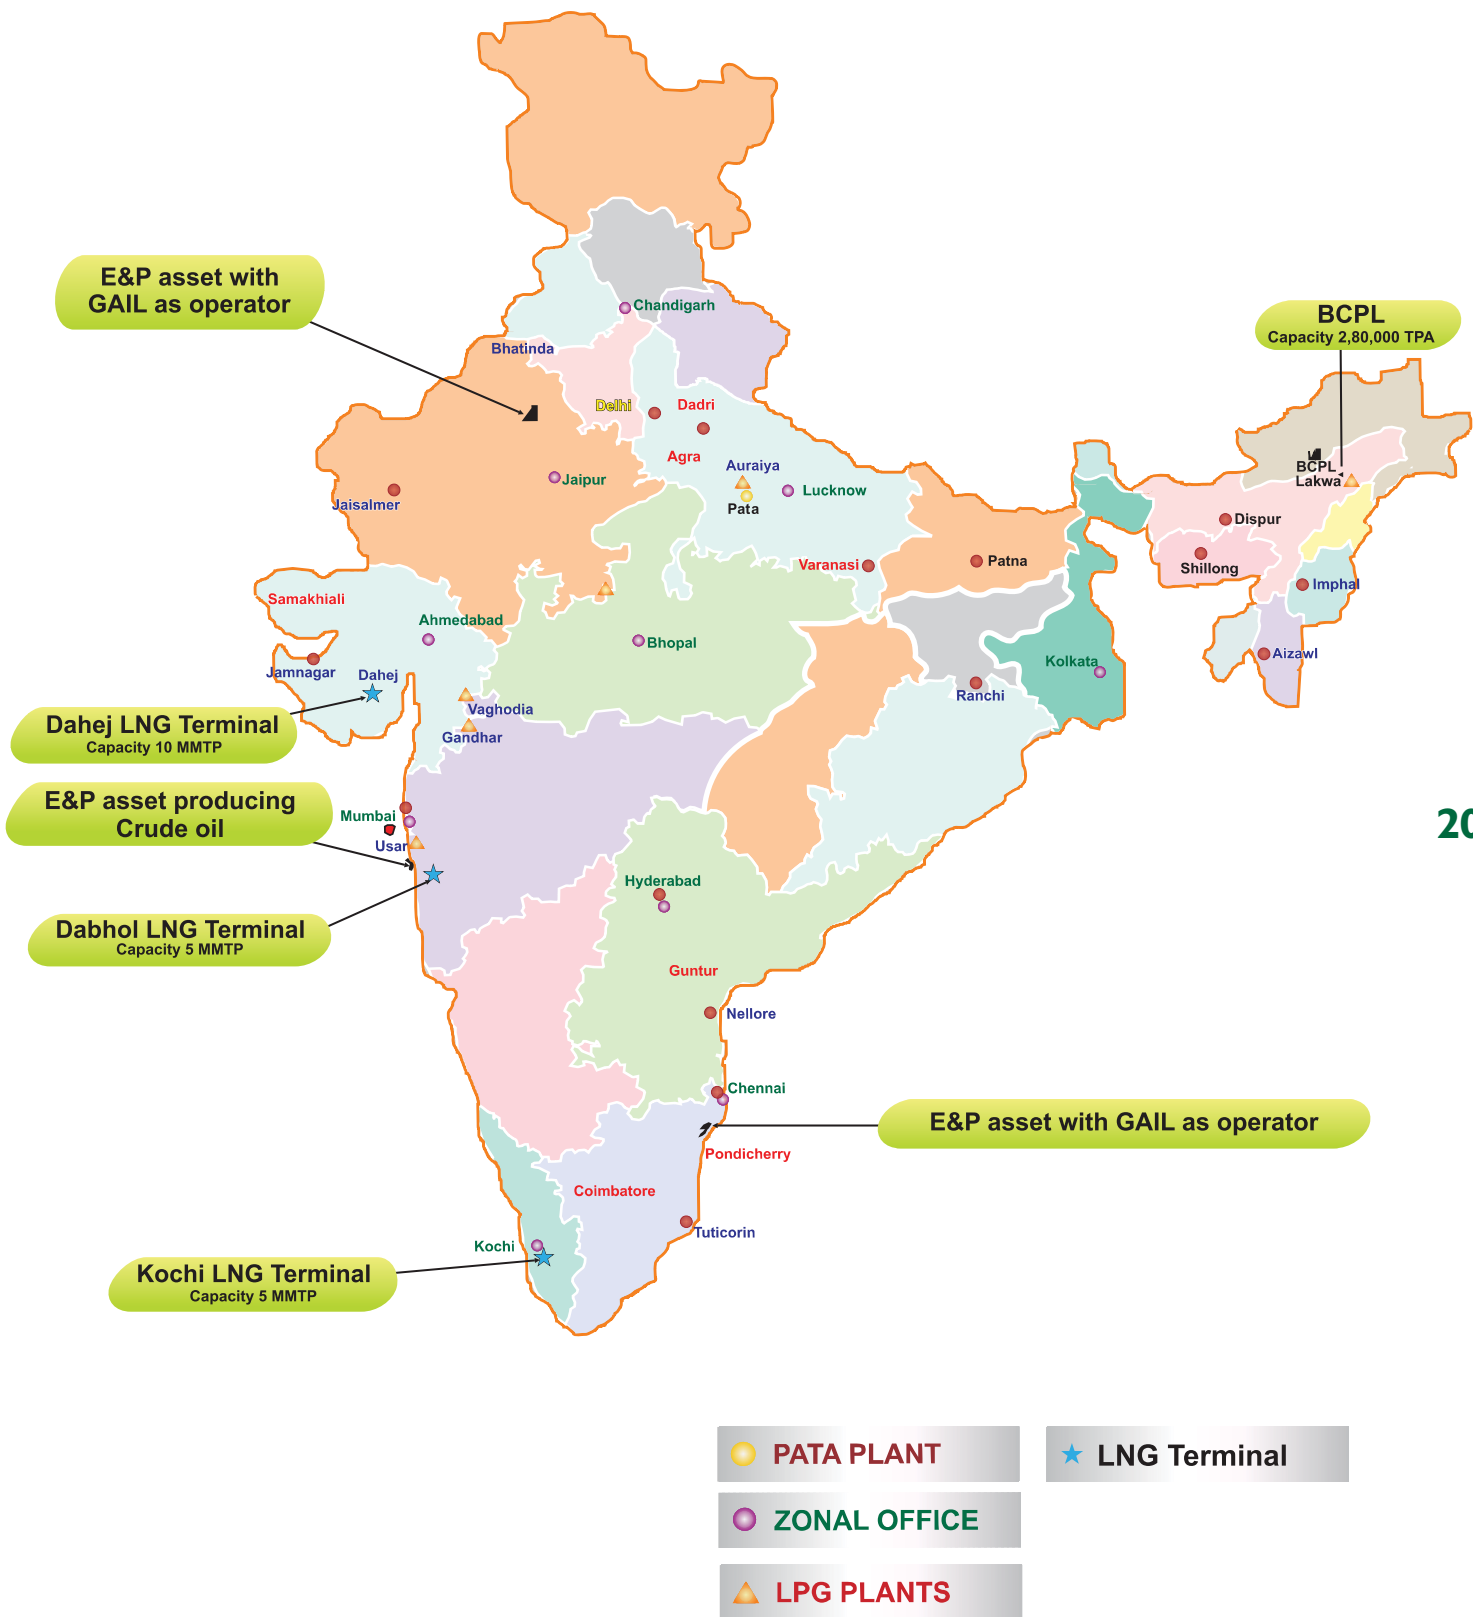 E&P asset with
GAIL as operator
Chandigarh
BCPL
Capacity 2,80,000 TPA
Bhatinda
Delhi
Dadri
Agra
Auraiya
BCPL
Lakwa
Jaipur
Lucknow
Jaisalmer
Pata
Dispur
Varanasi
Patna
Shillong
Imphal
Samakhiali
Ahmedabad
Bhopal
Aizawl
Kolkata
Jamnagar
Dahej
Ranchi
Vaghodia
Dahej LNG Terminal
Capacity 10 MMTP
Gandhar
E&P asset producing
Crude oil
Mumbai
20
Usar
Hyderabad
Dabhol LNG Terminal
Capacity 5 MMTP
Guntur
Nellore
Chennai
E&P asset with GAIL as operator
Pondicherry
Coimbatore
Tuticorin
Kochi
Kochi LNG Terminal
Capacity 5 MMTP
PATA PLANT
LNG Terminal
ZONAL OFFICE
LPG PLANTS